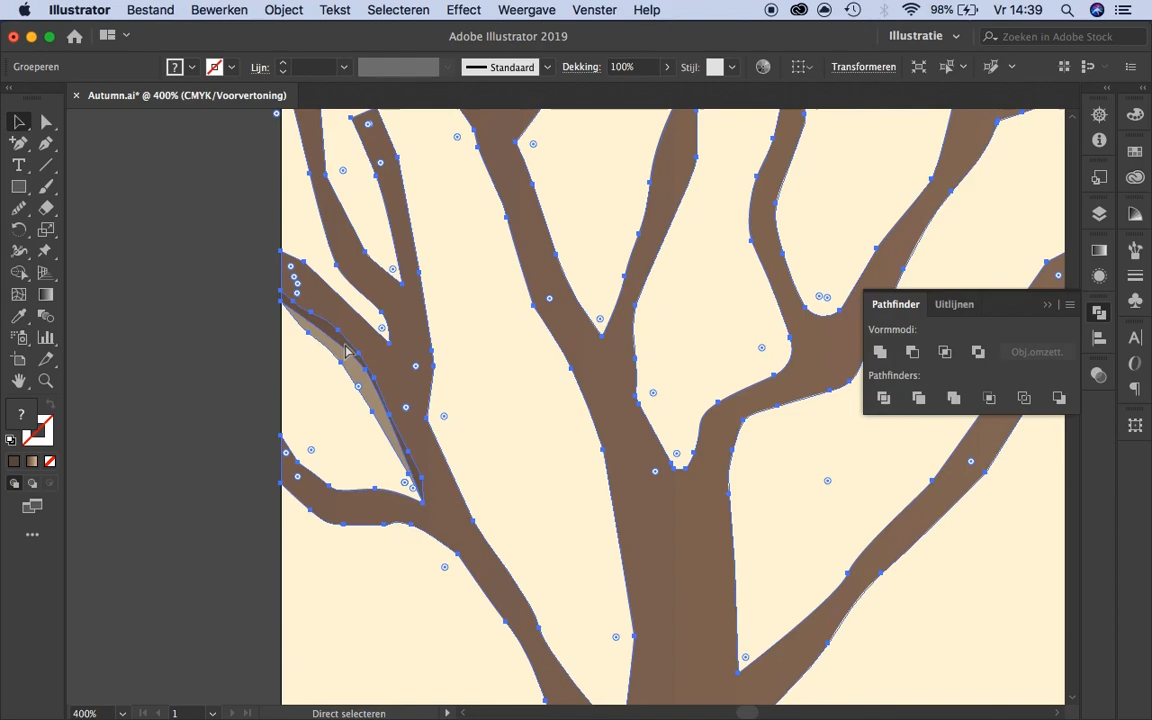 Illustrator Bestand Bewerken Object Tekst Selecteren Effect Weergave Venster Help 98% Vr 14:39
Adobe Illustrator 2019 Illustratie Zoeken in Adobe Stock
Groeperen ? Lijn: Standaard Dekking: 100% Stijl: Transformeren
Autumn.ai* @ 400% (CMYK/Voorvertoning)
Pathfinder Uitlijnen
Vormmodi:
Obj.omzett.
Pathfinders:
?
400% 1 Direct selecteren